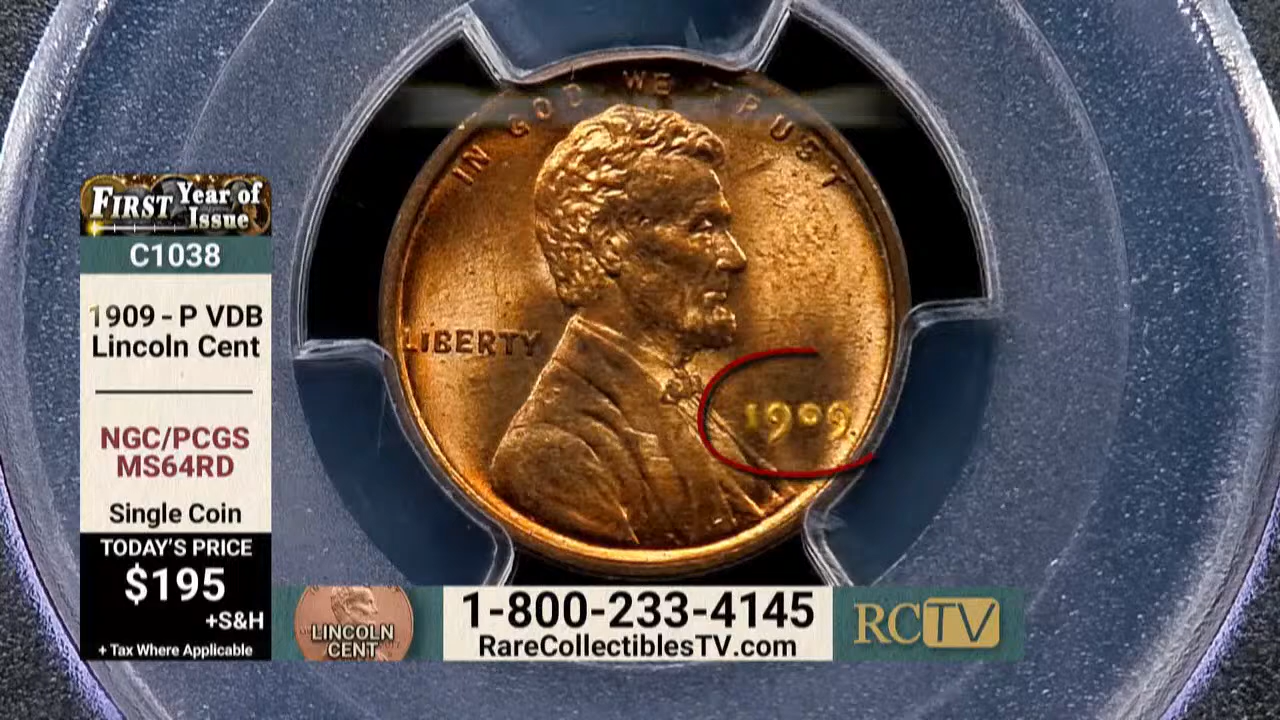 IN GOD WE TRUST
LIBERTY
1909
FIRST Year of
Issue
C1038
1909 - P VDB
Lincoln Cent
NGC/PCGS
MS64RD
Single Coin
TODAY'S PRICE
$195
+S&H
+ Tax Where Applicable
LINCOLN
CENT
1-800-233-4145
RareCollectiblesTV.com
RCTV